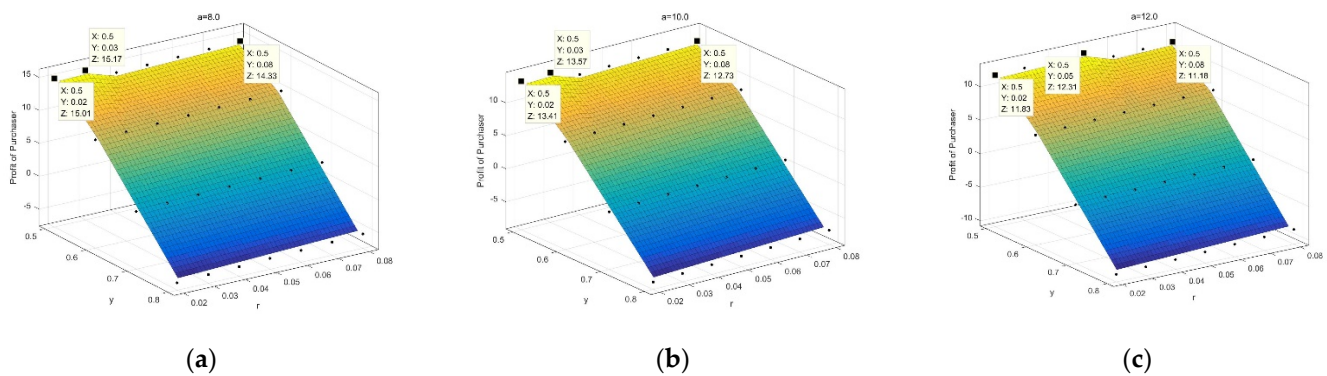 a=8.0
X: 0.5
Y: 0.03
Z: 15.17
X: 0.5
Y: 0.02
Z: 15.01
X: 0.5
Y: 0.08
Z: 14.33
Profit of Purchaser
15
10
5
0
-5
0.5
0.6
0.7
0.8
y
0.02
0.03
0.04
0.05
0.06
0.07
0.08
r
(a)
a=10.0
X: 0.5
Y: 0.03
Z: 13.57
X: 0.5
Y: 0.02
Z: 13.41
X: 0.5
Y: 0.08
Z: 12.73
Profit of Purchaser
10
5
0
-5
0.5
0.6
0.7
0.8
y
0.02
0.03
0.04
0.05
0.06
0.07
0.08
r
(b)
a=12.0
X: 0.5
Y: 0.02
Z: 11.83
X: 0.5
Y: 0.05
Z: 12.31
X: 0.5
Y: 0.08
Z: 11.18
Profit of Purchaser
10
5
0
-5
-10
0.5
0.6
0.7
0.8
y
0.02
0.03
0.04
0.05
0.06
0.07
0.08
r
(c)